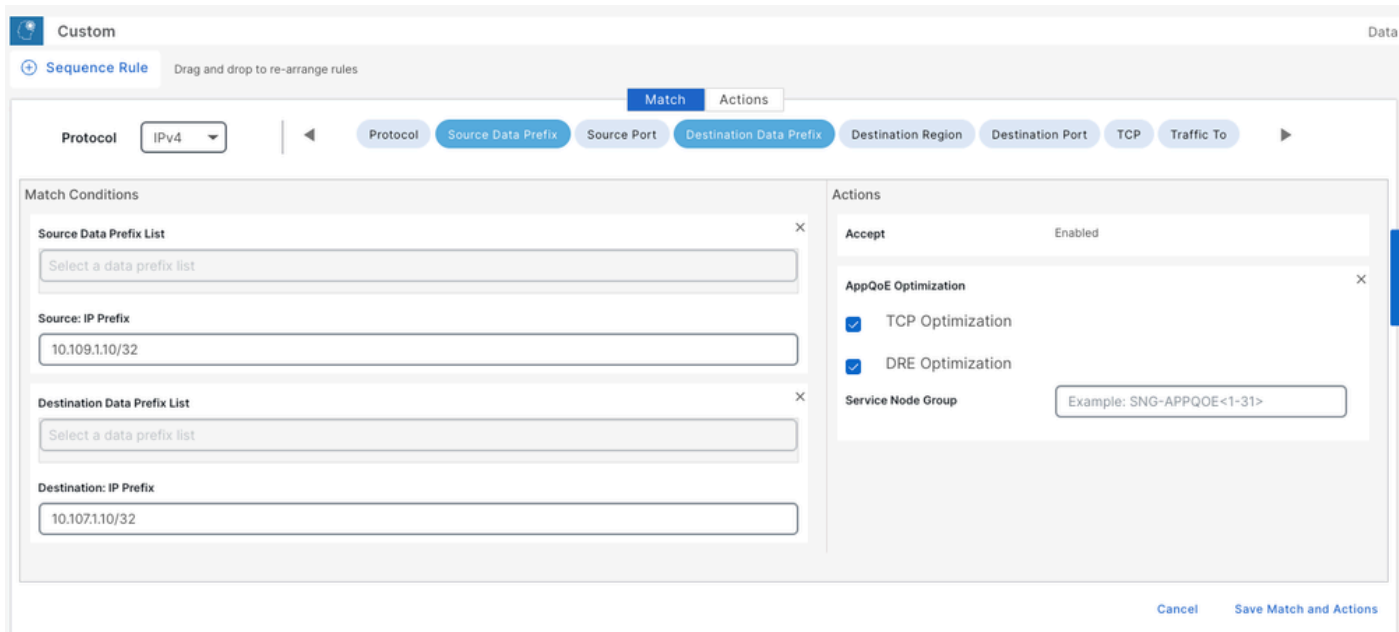 Custom
Data
Sequence Rule
Drag and drop to re-arrange rules
Match
Actions
Protocol
IPv4
Protocol
Source Data Prefix
Source Port
Destination Data Prefix
Destination Region
Destination Port
TCP
Traffic To
Match Conditions
Source Data Prefix List
Select a data prefix list
Source: IP Prefix
10.109.1.10/32
Destination Data Prefix List
Select a data prefix list
Destination: IP Prefix
10.107.1.10/32
Actions
Accept
Enabled
AppQoE Optimization
TCP Optimization
DRE Optimization
Service Node Group
Example: SNG-APPQOE<1-31>
Cancel
Save Match and Actions